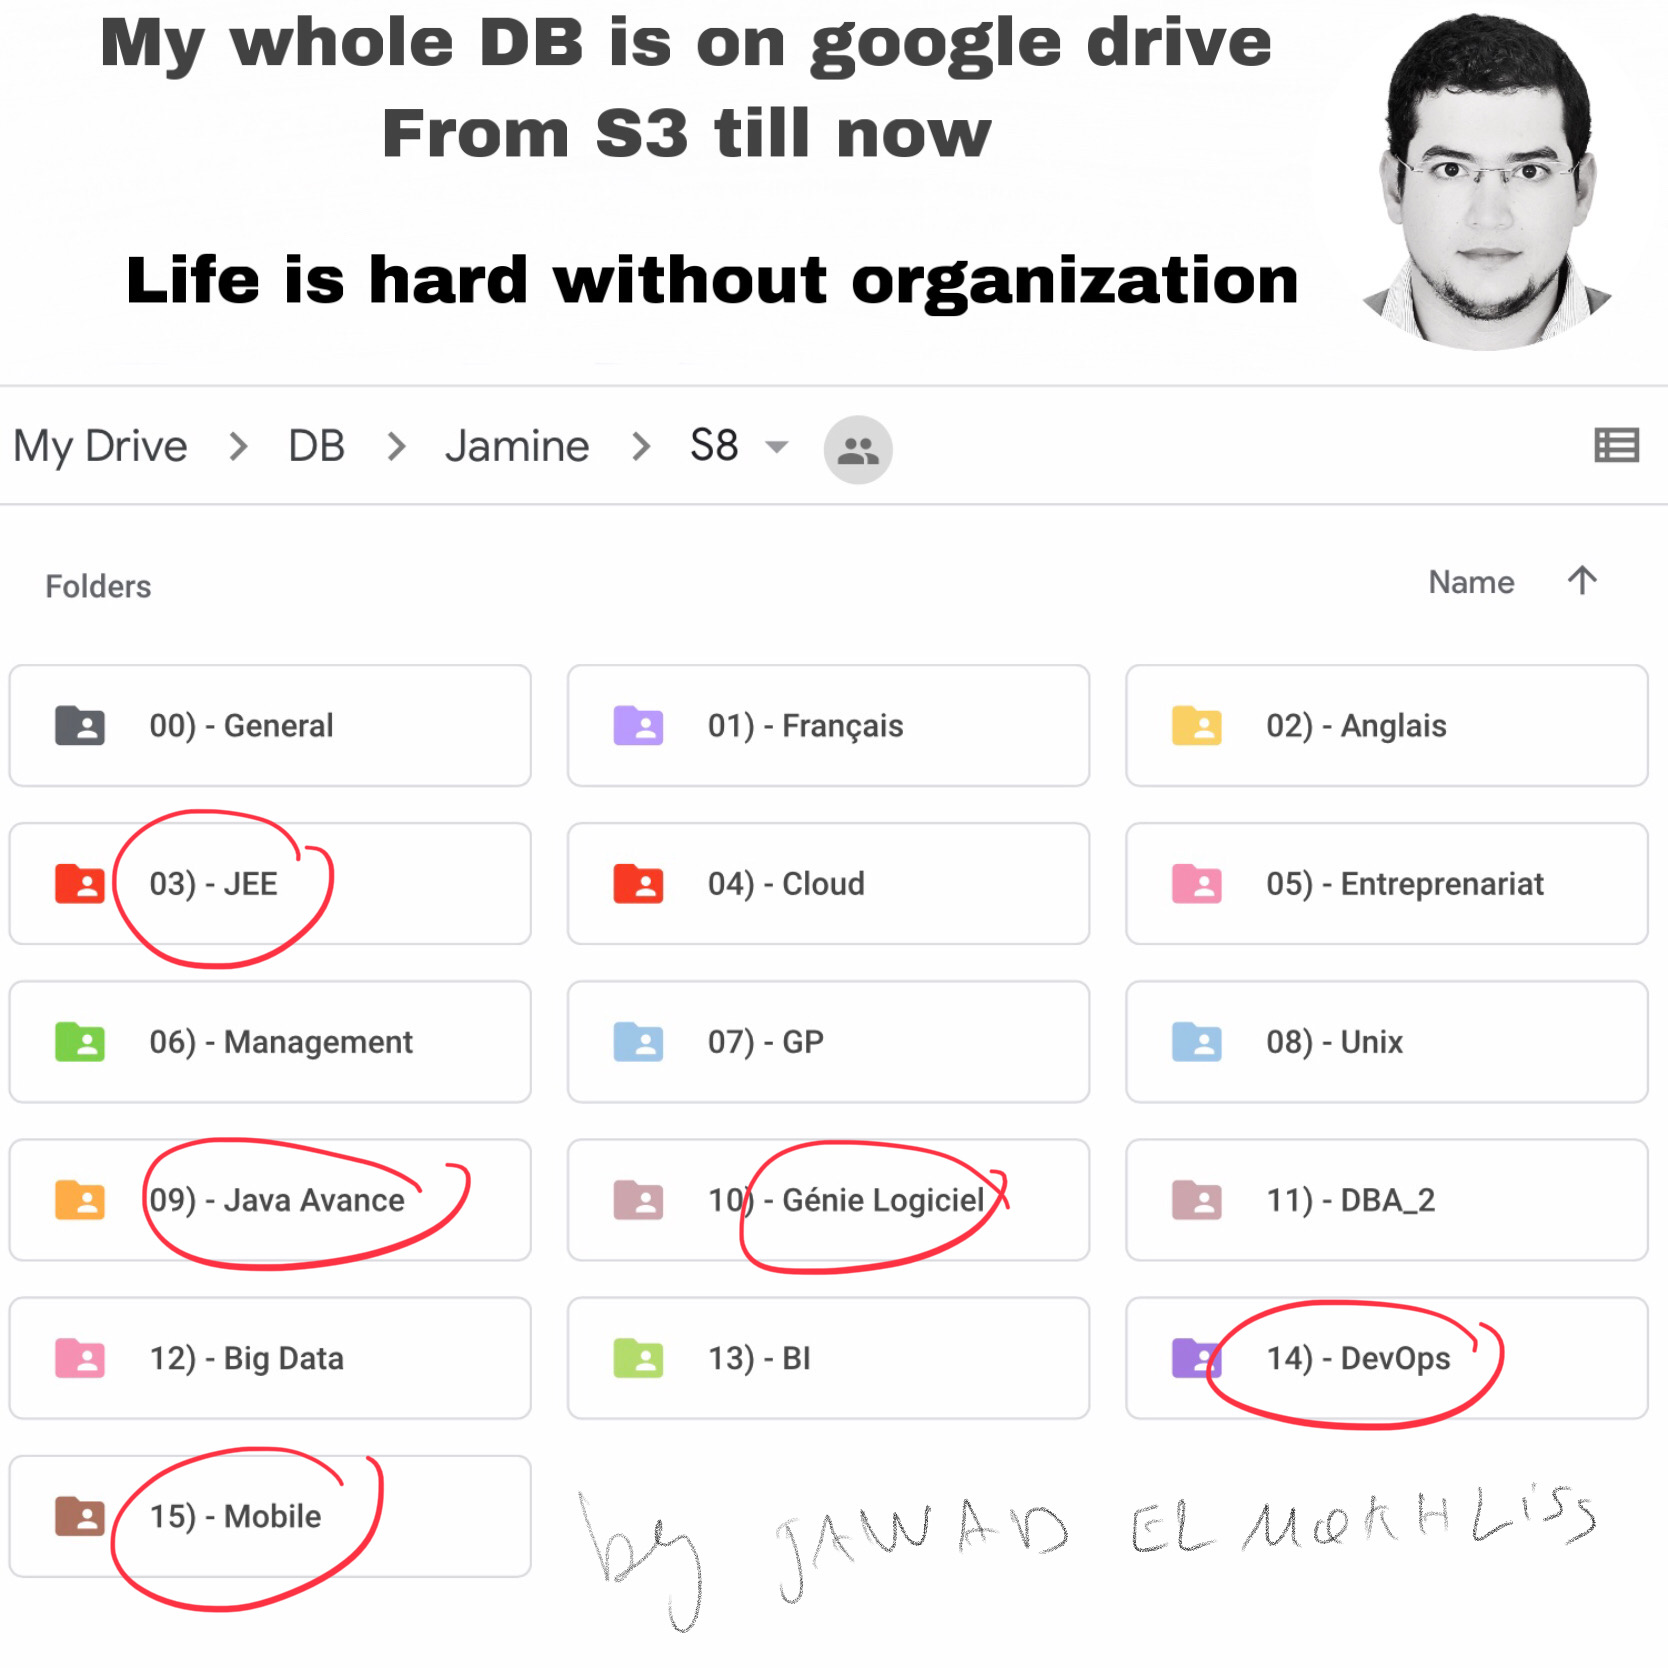 My whole DB is on google drive
From S3 till now
Life is hard without organization
My Drive > DB > Jamine > S8
Folders Name
00) - General 01) - Français 02) - Anglais
03) - JEE 04) - Cloud 05) - Entreprenariat
06) - Management 07) - GP 08) - Unix
09) - Java Avance 10) - Génie Logiciel 11) - DBA_2
12) - Big Data 13) - BI 14) - DevOps
15) - Mobile
by JAWAD EL MOKHLiSS